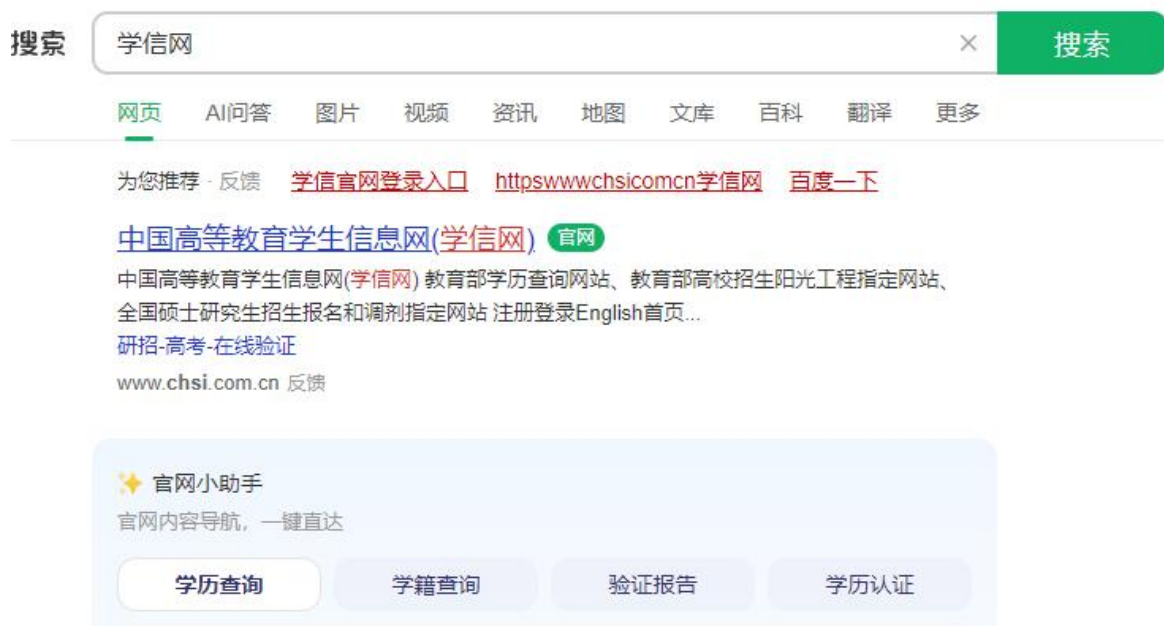 搜索 学信网 × 搜索
网页 AI问答 图片 视频 资讯 地图 文库 百科 翻译 更多
为您推荐 · 反馈 学信官网登录入口 httpswwwchsicomcn学信网 百度一下
中国高等教育学生信息网(学信网) 官网
中国高等教育学生信息网(学信网) 教育部学历查询网站、教育部高校招生阳光工程指定网站、
全国硕士研究生招生报名和调剂指定网站 注册登录English首页...
研招-高考-在线验证
www.chsi.com.cn 反馈
官网小助手
官网内容导航，一键直达
学历查询 学籍查询 验证报告 学历认证